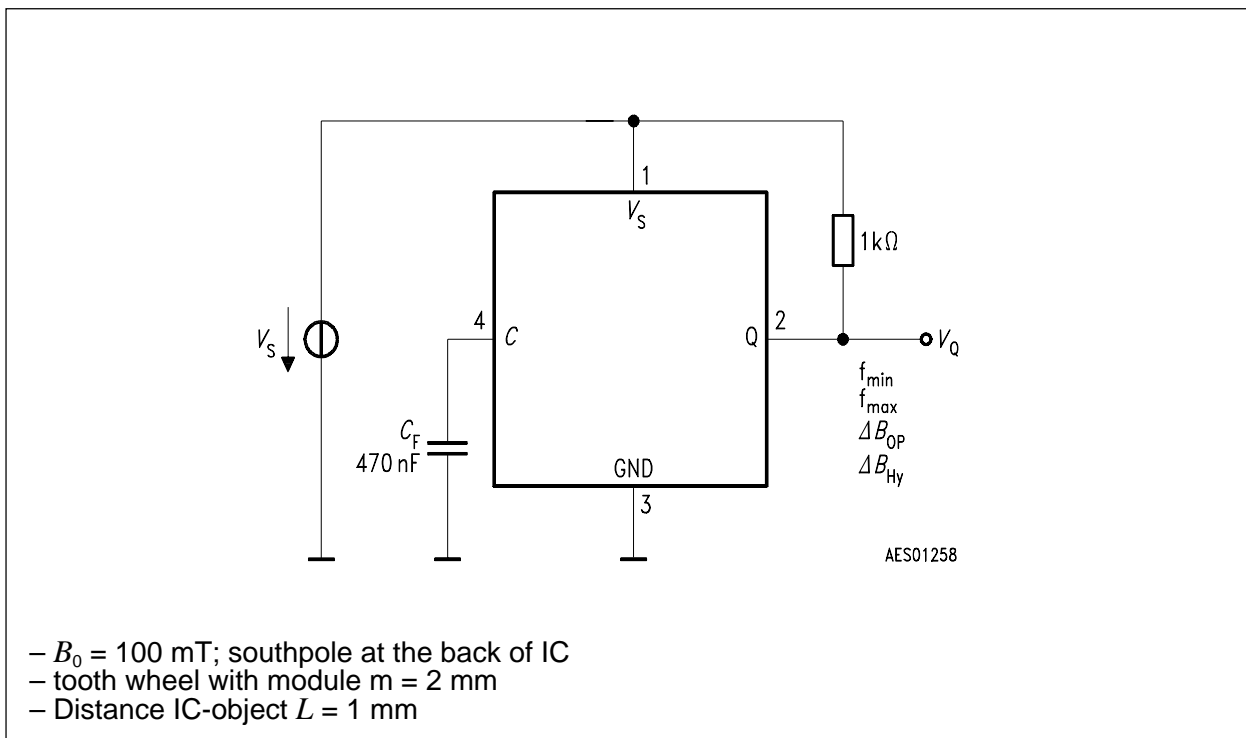 1
V_S
1kΩ
4
C
Q
2
V_Q
V_S
f_min
f_max
ΔB_OP
ΔB_Hy
C_F
470 nF
GND
3
AES01258
– B₀ = 100 mT; southpole at the back of IC
– tooth wheel with module m = 2 mm
– Distance IC-object L = 1 mm